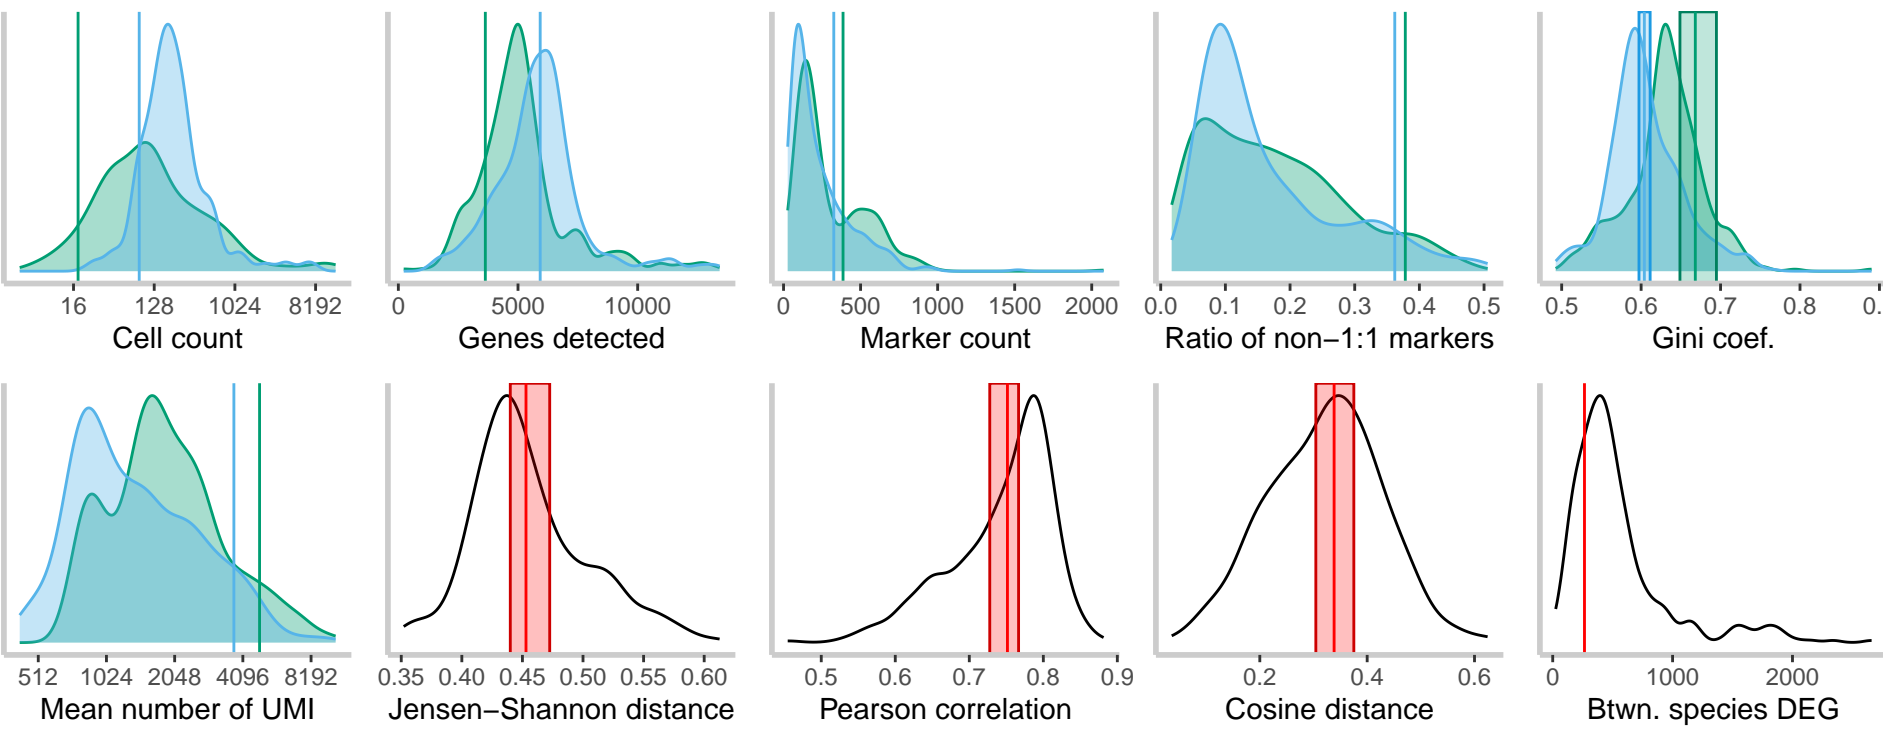 16 128 1024 8192
Cell count
0 5000 10000
Genes detected
0 500 1000 1500 2000
Marker count
0.0 0.1 0.2 0.3 0.4 0.5
Ratio of non−1:1 markers
0.5 0.6 0.7 0.8 0.
Gini coef.
512 1024 2048 4096 8192
Mean number of UMI
0.35 0.40 0.45 0.50 0.55 0.60
Jensen−Shannon distance
0.5 0.6 0.7 0.8 0.9
Pearson correlation
0.2 0.4 0.6
Cosine distance
0 1000 2000
Btwn. species DEG